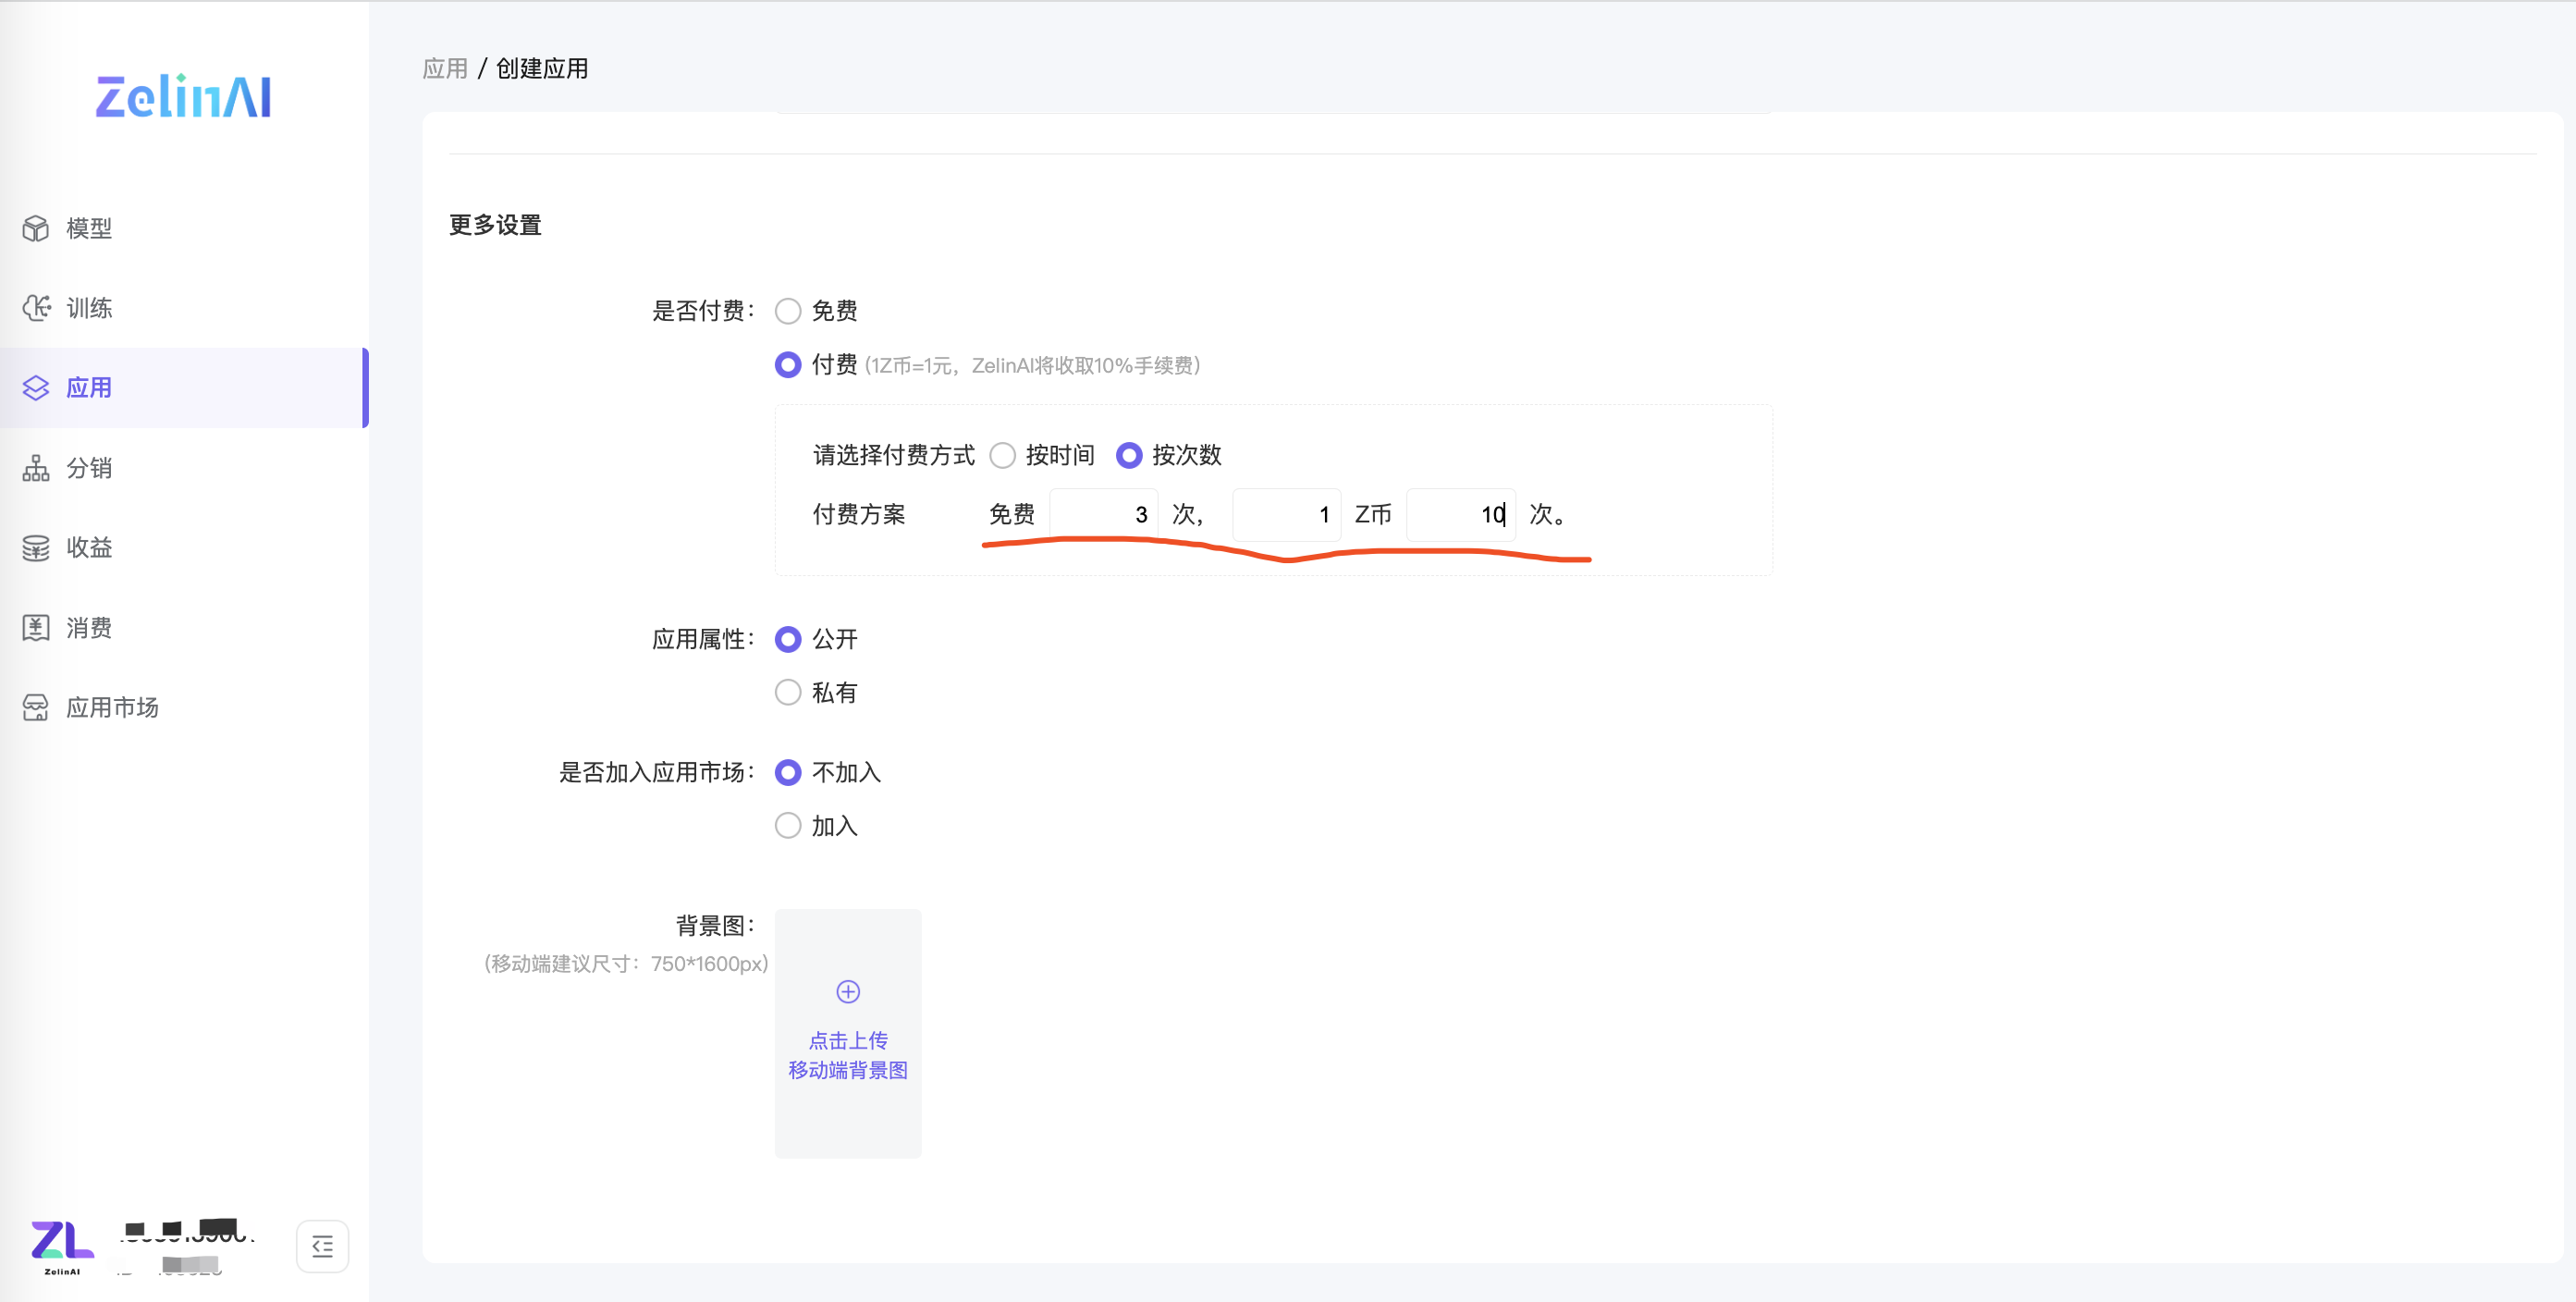 ZelinAI
模型
训练
应用
分销
收益
消费
应用市场
ZelinAI
应用 / 创建应用
更多设置
是否付费： 免费
付费 (1Z币=1元，ZelinAI将收取10%手续费)
请选择付费方式 按时间 按次数
付费方案 免费 3 次， 1 Z币 10 次。
应用属性： 公开
私有
是否加入应用市场： 不加入
加入
背景图：
(移动端建议尺寸：750*1600px)
点击上传
移动端背景图